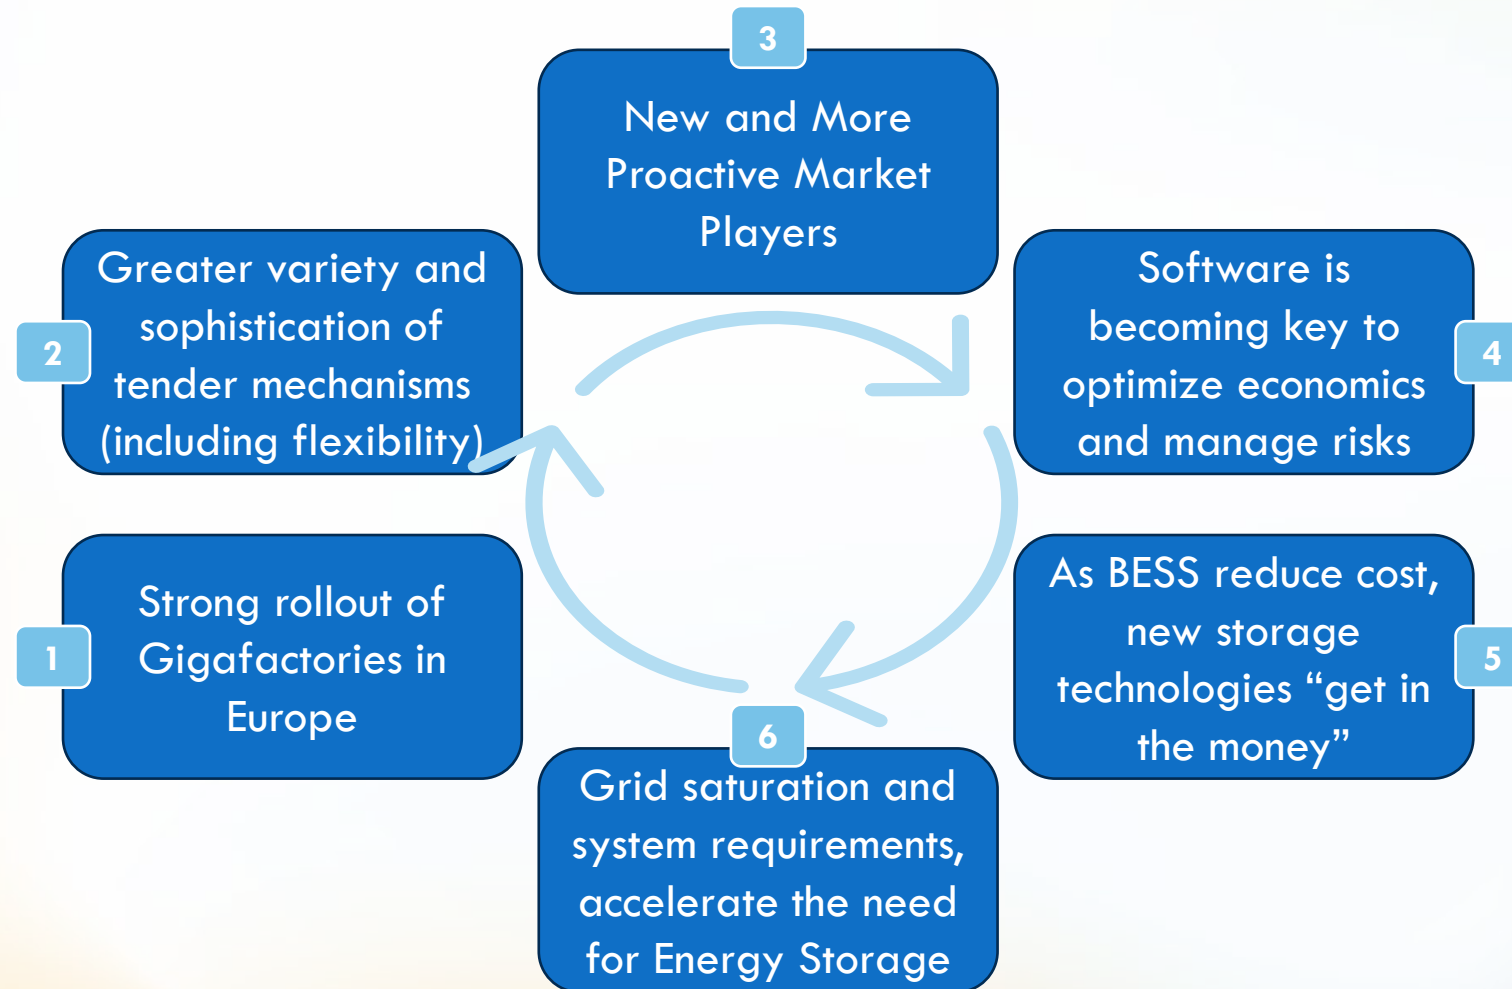 3
New and More
Proactive Market
Players
2
Greater variety and
sophistication of
tender mechanisms
(including flexibility)
4
Software is
becoming key to
optimize economics
and manage risks
1
Strong rollout of
Gigafactories in
Europe
5
As BESS reduce cost,
new storage
technologies “get in
the money”
6
Grid saturation and
system requirements,
accelerate the need
for Energy Storage